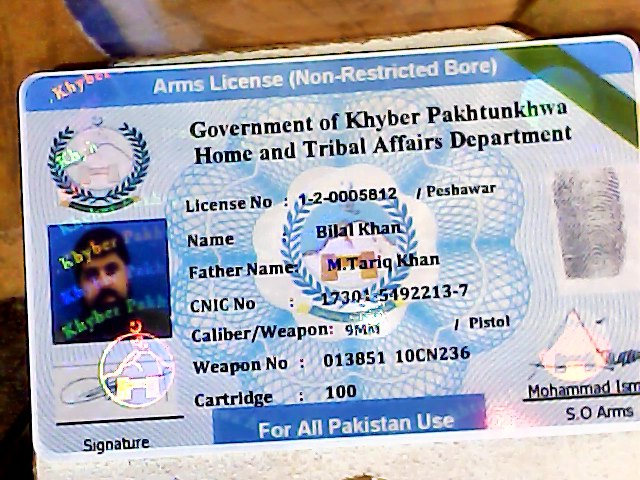 Arms License (Non-Restricted Bore)
Government of Khyber Pakhtunkhwa
Home and Tribal Affairs Department
License No : 1-2-0005812 / Peshawar
Name Bilal Khan
Father Name: M.Tariq Khan
CNIC No : 17301-5492213-7
Caliber/Weapon: 9Mm / Pistol
Weapon No : 013851 10CN236
Cartridge : 100
For All Pakistan Use
Signature
Mohammad Ism
S.O Arms
Khyber
Khyber Pakh
Khyber Pakh